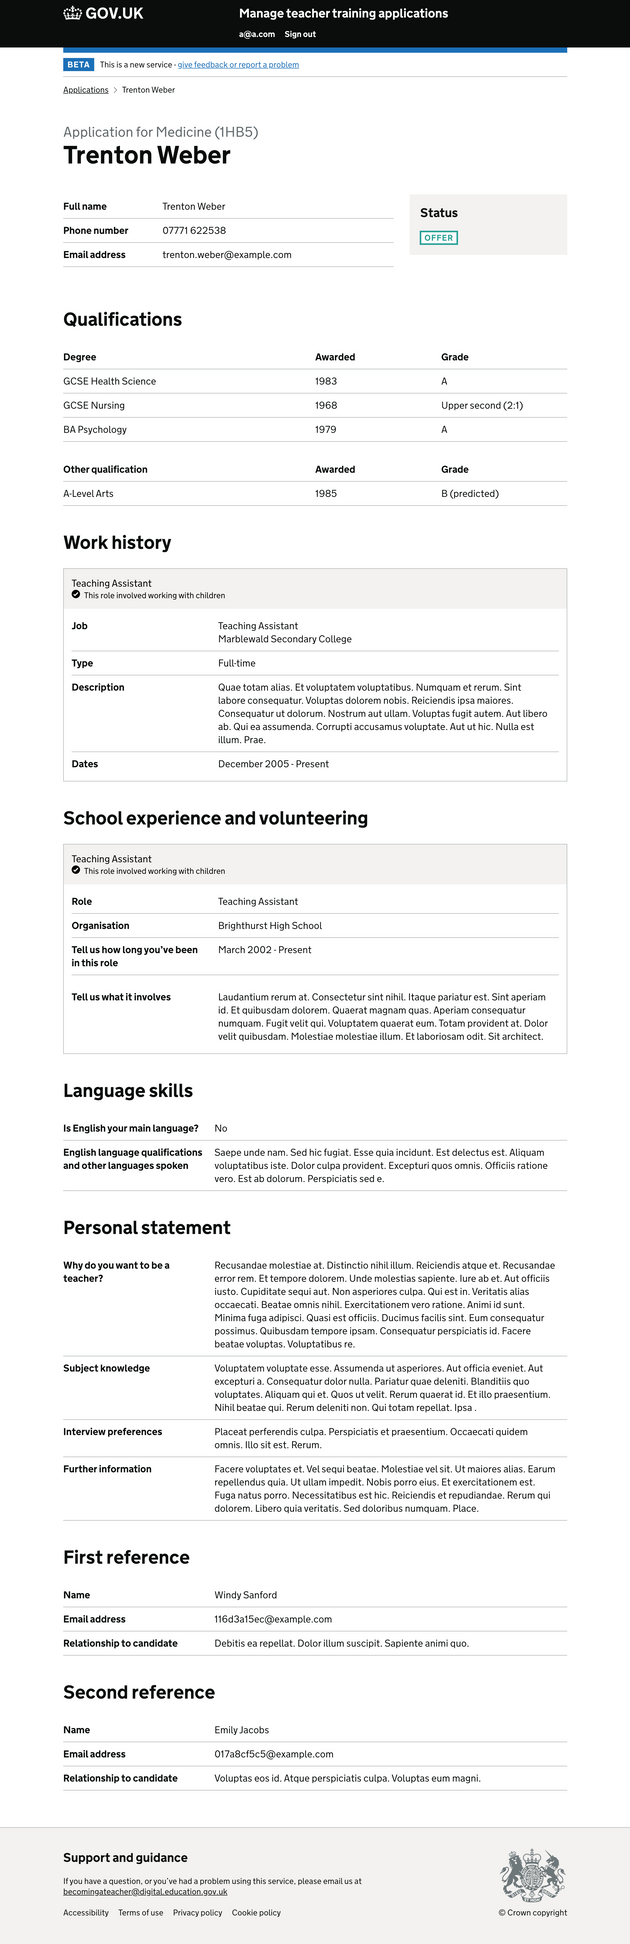 GOV.UK
Manage teacher training applications
a@a.com Sign out
BETA This is a new service - give feedback or report a problem
Applications > Trenton Weber
Application for Medicine (1HB5)
Trenton Weber
Full name Trenton Weber
Phone number 07771 622538
Email address trenton.weber@example.com
Status
OFFER
Qualifications
Degree Awarded Grade
GCSE Health Science 1983 A
GCSE Nursing 1968 Upper second (2:1)
BA Psychology 1979 A
Other qualification Awarded Grade
A-Level Arts 1985 B (predicted)
Work history
Teaching Assistant
This role involved working with children
Job Teaching Assistant
Marblewald Secondary College
Type Full-time
Description Quae totam alias. Et voluptatem voluptatibus. Numquam et rerum. Sint
labore consequatur. Voluptas dolorem nobis. Reiciendis ipsa maiores.
Consequatur ut dolorum. Nostrum aut ullam. Voluptas fugit autem. Aut libero
ab. Qui ea assumenda. Corrupti accusamus voluptate. Aut ut hic. Nulla est
illum. Prae.
Dates December 2005 - Present
School experience and volunteering
Teaching Assistant
This role involved working with children
Role Teaching Assistant
Organisation Brighthurst High School
Tell us how long you've been March 2002 - Present
in this role
Tell us what it involves Laudantium rerum at. Consectetur sint nihil. Itaque pariatur est. Sint aperiam
id. Et quibusdam dolorem. Quaerat magnam quas. Aperiam consequatur
numquam. Fugit velit qui. Voluptatem quaerat eum. Totam provident at. Dolor
velit quibusdam. Molestiae molestiae illum. Et laboriosam odit. Sit architect.
Language skills
Is English your main language? No
English language qualifications Saepe unde nam. Sed hic fugiat. Esse quia incidunt. Est delectus est. Aliquam
and other languages spoken voluptatibus iste. Dolor culpa provident. Excepturi quos omnis. Officiis ratione
vero. Est ab dolorum. Perspiciatis sed e.
Personal statement
Why do you want to be a Recusandae molestiae at. Distinctio nihil illum. Reiciendis atque et. Recusandae
teacher? error rem. Et tempore dolorem. Unde molestias sapiente. Iure ab et. Aut officiis
iusto. Cupiditate sequi aut. Non asperiores culpa. Qui est in. Veritatis alias
occaecati. Beatae omnis nihil. Exercitationem vero ratione. Animi id sunt.
Minima fuga adipisci. Quasi est officiis. Ducimus facilis sint. Eum consequatur
possimus. Quibusdam tempore ipsam. Consequatur perspiciatis id. Facere
beatae voluptas. Voluptatibus re.
Subject knowledge Voluptatem voluptate esse. Assumenda ut asperiores. Aut officia eveniet. Aut
excepturi a. Consequatur dolor nulla. Pariatur quae deleniti. Blanditiis quo
voluptates. Aliquam qui et. Quos ut velit. Rerum quaerat id. Et illo praesentium.
Nihil beatae qui. Rerum deleniti non. Qui totam repellat. Ipsa .
Interview preferences Placeat perferendis culpa. Perspiciatis et praesentium. Occaecati quidem
omnis. Illo sit est. Rerum.
Further information Facere voluptates et. Vel sequi beatae. Molestiae vel sit. Ut maiores alias. Earum
repellendus quia. Ut ullam impedit. Nobis porro eius. Et exercitationem est.
Fuga natus porro. Necessitatibus est hic. Reiciendis et repudiandae. Rerum qui
dolorem. Libero quia veritatis. Sed doloribus numquam. Place.
First reference
Name Windy Sanford
Email address 116d3a15ec@example.com
Relationship to candidate Debitis ea repellat. Dolor illum suscipit. Sapiente animi quo.
Second reference
Name Emily Jacobs
Email address 017a8cf5c5@example.com
Relationship to candidate Voluptas eos id. Atque perspiciatis culpa. Voluptas eum magni.
Support and guidance
If you have a question, or you've had a problem using this service, please email us at
becomingateacher@digital.education.gov.uk
Accessibility Terms of use Privacy policy Cookie policy
© Crown copyright